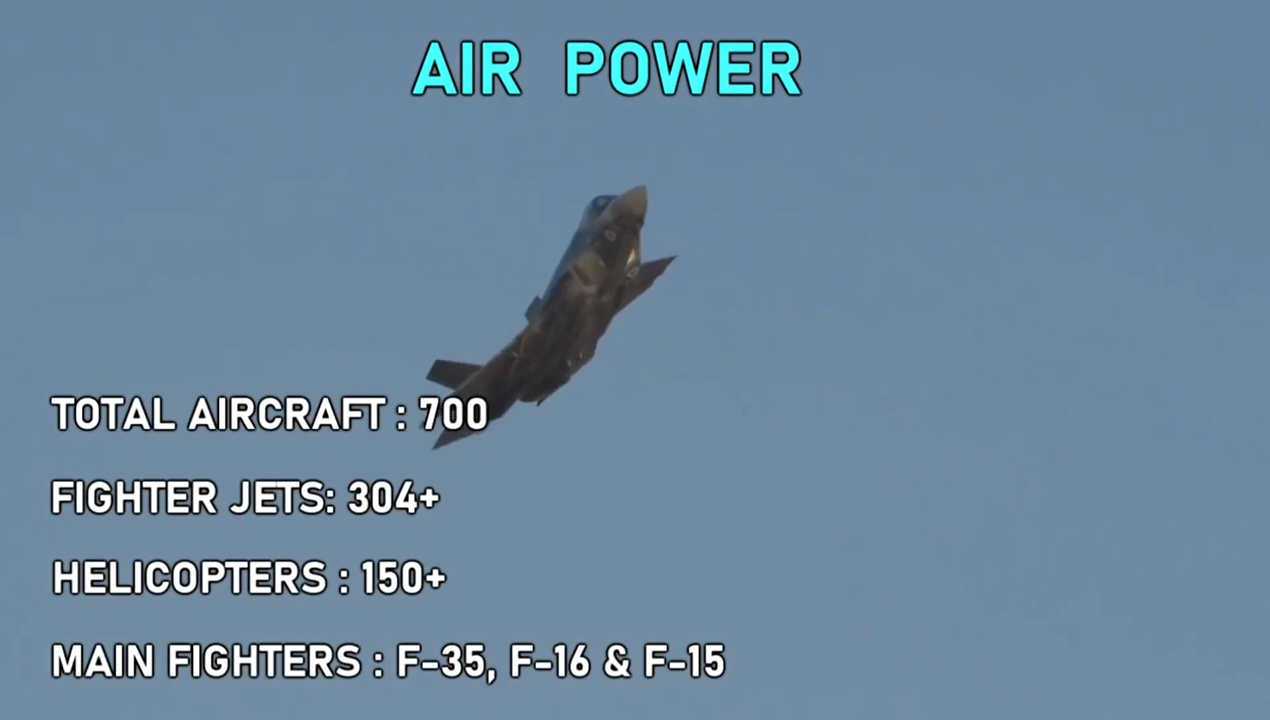 AIR POWER
TOTAL AIRCRAFT : 700
FIGHTER JETS: 304+
HELICOPTERS : 150+
MAIN FIGHTERS : F-35, F-16 & F-15